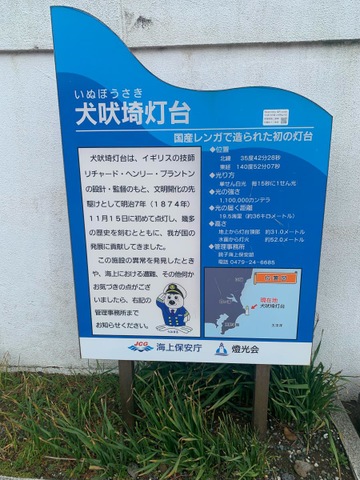 いぬぼうさき
犬吠埼灯台
国産レンガで造られた初の灯台
犬吠埼灯台は、イギリスの技師
リチャード・ヘンリー・ブラントン
の設計・監督のもと、文明開化の先
駆けとして明治7年（1874年）
11月15日に初めて点灯し、幾多
の歴史を刻むとともに、我が国の
発展に貢献してきました。
この施設の異常を発見したとき
や、海上における遭難、その他何か
お気づきの点がござ
いましたら、右記の
管理事務所まで
お知らせください。
◆位置
北緯 35度42分28秒
東経 140度52分07秒
◆光り方
単せん白光 毎15秒に1せん光
◆光の強さ
1,100,000カンデラ
◆光の届く距離
19.5海里（約36キロメートル）
◆高さ
地上から灯台頂部 約31.0メートル
水面から灯火 約52.0メートル
◆管理事務所
銚子海上保安部
電話 0479-24-6685
位置図
現在地
犬吠埼灯台
JCG 海上保安庁
燈光会